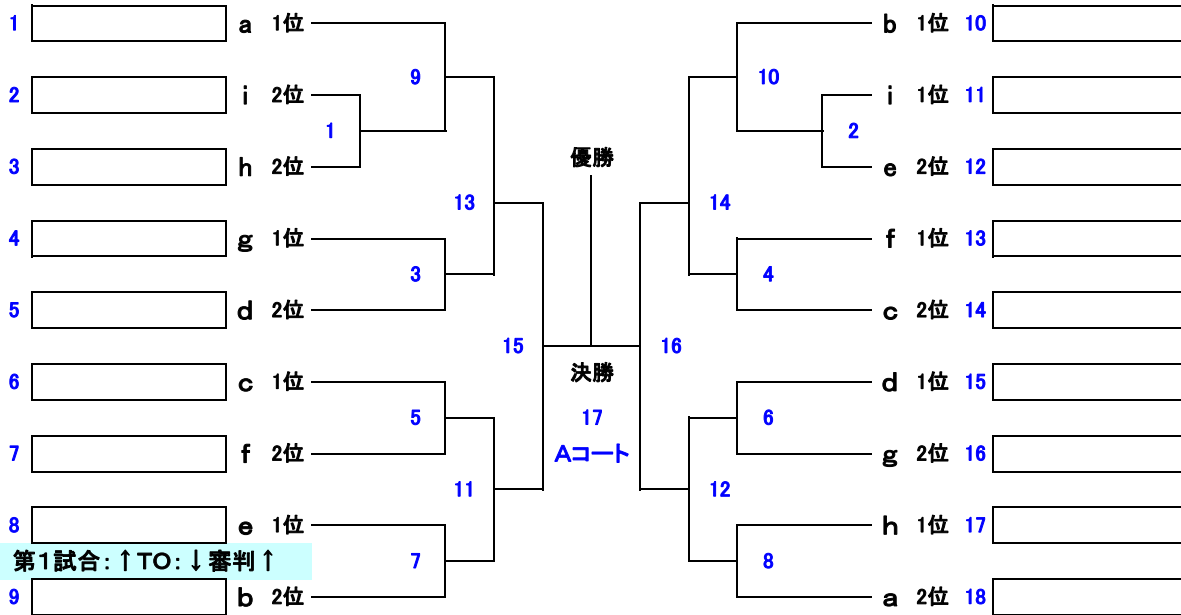 1 a 1位
9
2 i 2位
1
3 h 2位
13
4 g 1位
3
5 d 2位
15
6 c 1位
5
7 f 2位
11
8 e 1位
第1試合:↑TO:↓審判↑
7
9 b 2位
優勝
決勝
17
Aコート
b 1位 10
10
i 1位 11
2
e 2位 12
14
f 1位 13
4
c 2位 14
16
d 1位 15
6
g 2位 16
12
h 1位 17
8
a 2位 18